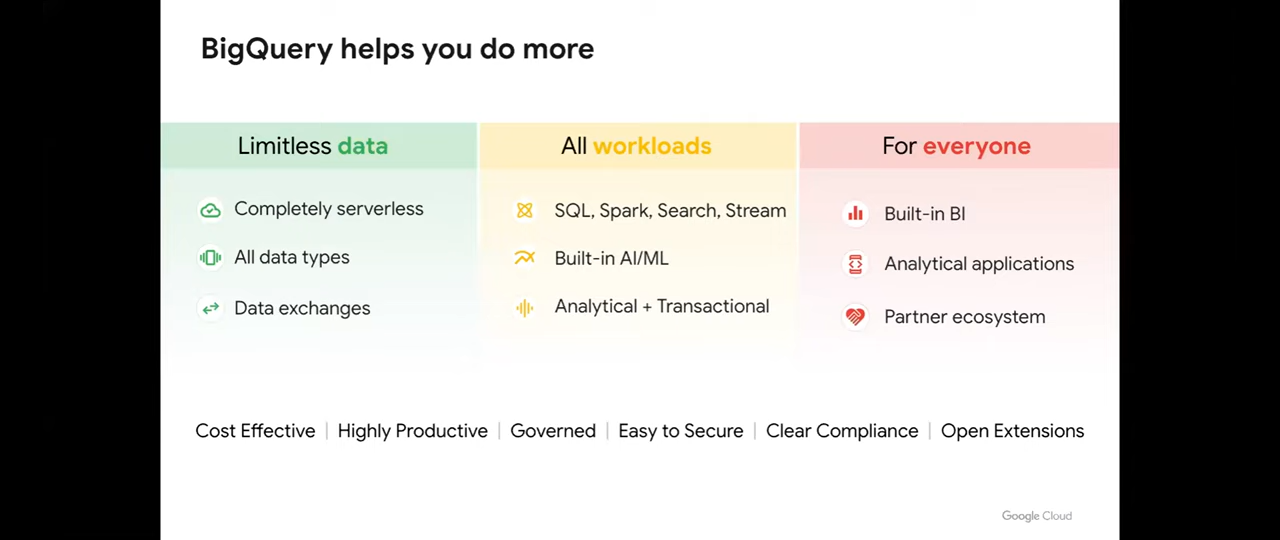 BigQuery helps you do more
Limitless data
Completely serverless
All data types
Data exchanges
All workloads
SQL, Spark, Search, Stream
Built-in AI/ML
Analytical + Transactional
For everyone
Built-in BI
Analytical applications
Partner ecosystem
Cost Effective | Highly Productive | Governed | Easy to Secure | Clear Compliance | Open Extensions
Google Cloud